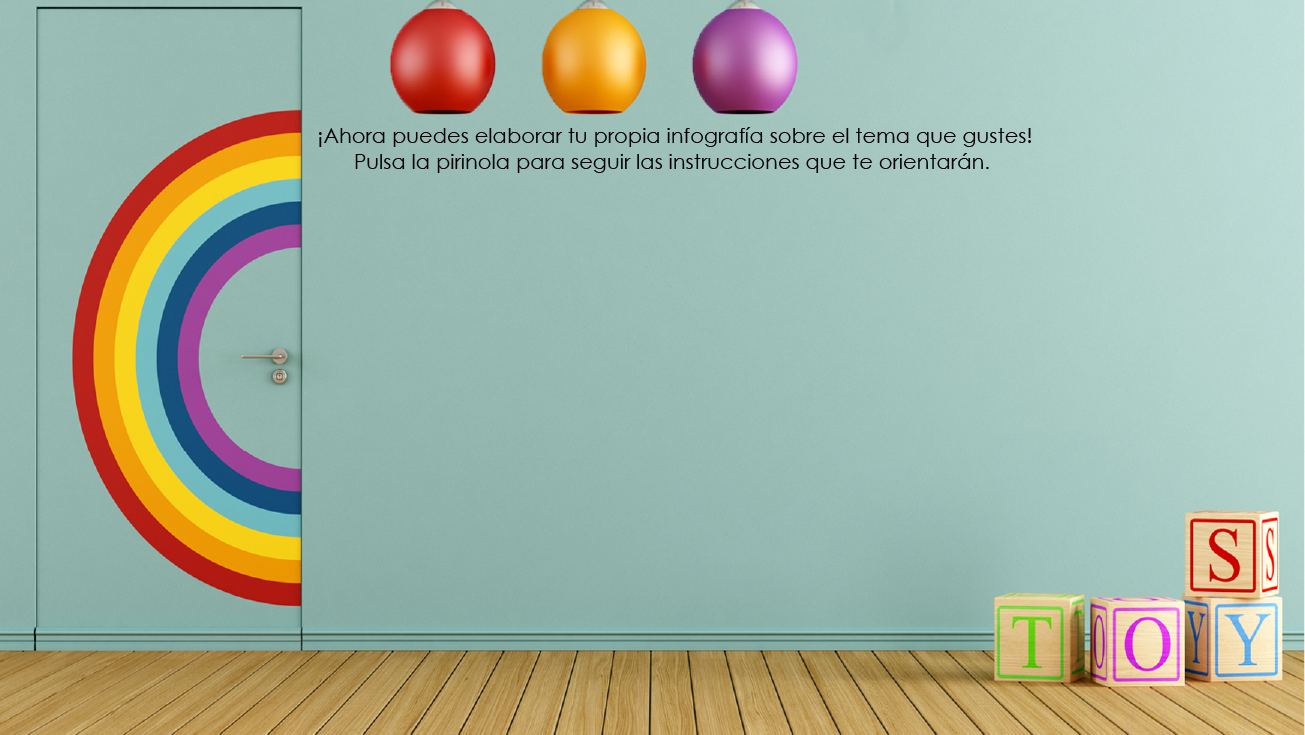 ¡Ahora puedes elaborar tu propia infografía sobre el tema que gustes!
Pulsa la pirinola para seguir las instrucciones que te orientarán.
S S
T O O Y Y